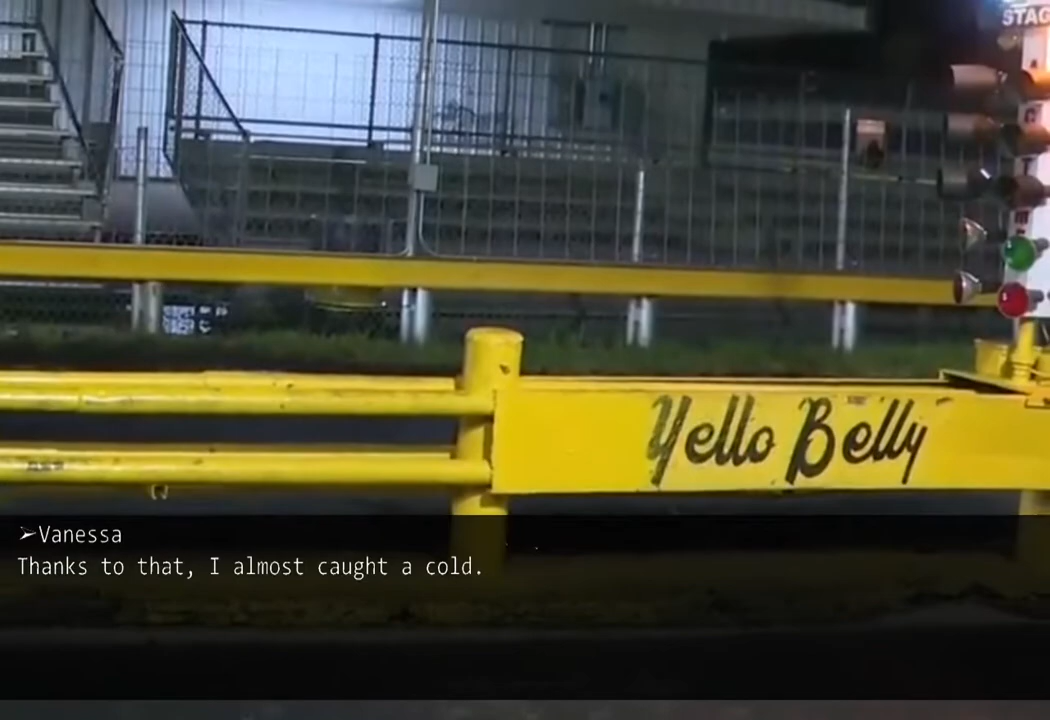 STAG
Yello Belly
➢Vanessa
Thanks to that, I almost caught a cold.